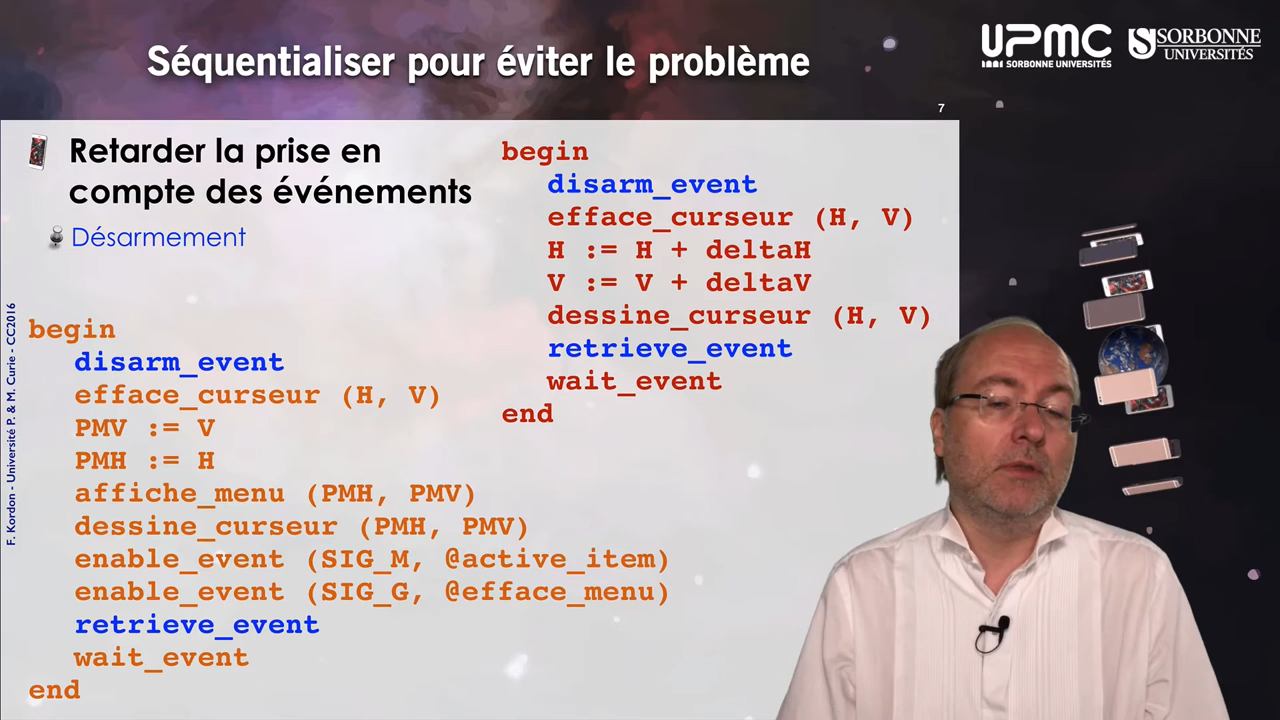 Séquentialiser pour éviter le problème
UPMC
SORBONNE UNIVERSITÉS
SORBONNE
UNIVERSITÉS
7
Retarder la prise en
compte des événements
Désarmement
begin
disarm_event
efface_curseur (H, V)
H := H + deltaH
V := V + deltaV
dessine_curseur (H, V)
retrieve_event
wait_event
end
begin
disarm_event
efface_curseur (H, V)
PMV := V
PMH := H
affiche_menu (PMH, PMV)
dessine_curseur (PMH, PMV)
enable_event (SIG_M, @active_item)
enable_event (SIG_G, @efface_menu)
retrieve_event
wait_event
end
F. Kordon - Université P. & M. Curie - CC2016